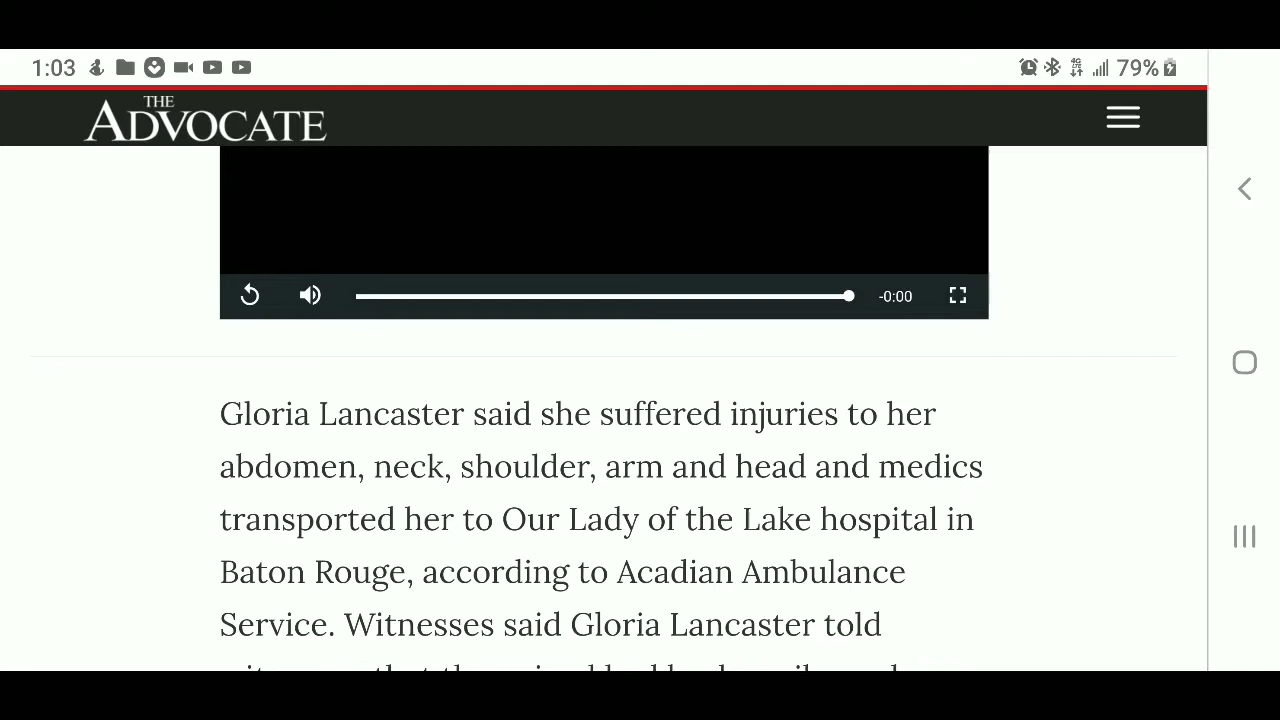 1:03
79%
THE
ADVOCATE
-0:00
Gloria Lancaster said she suffered injuries to her
abdomen, neck, shoulder, arm and head and medics
transported her to Our Lady of the Lake hospital in
Baton Rouge, according to Acadian Ambulance
Service. Witnesses said Gloria Lancaster told